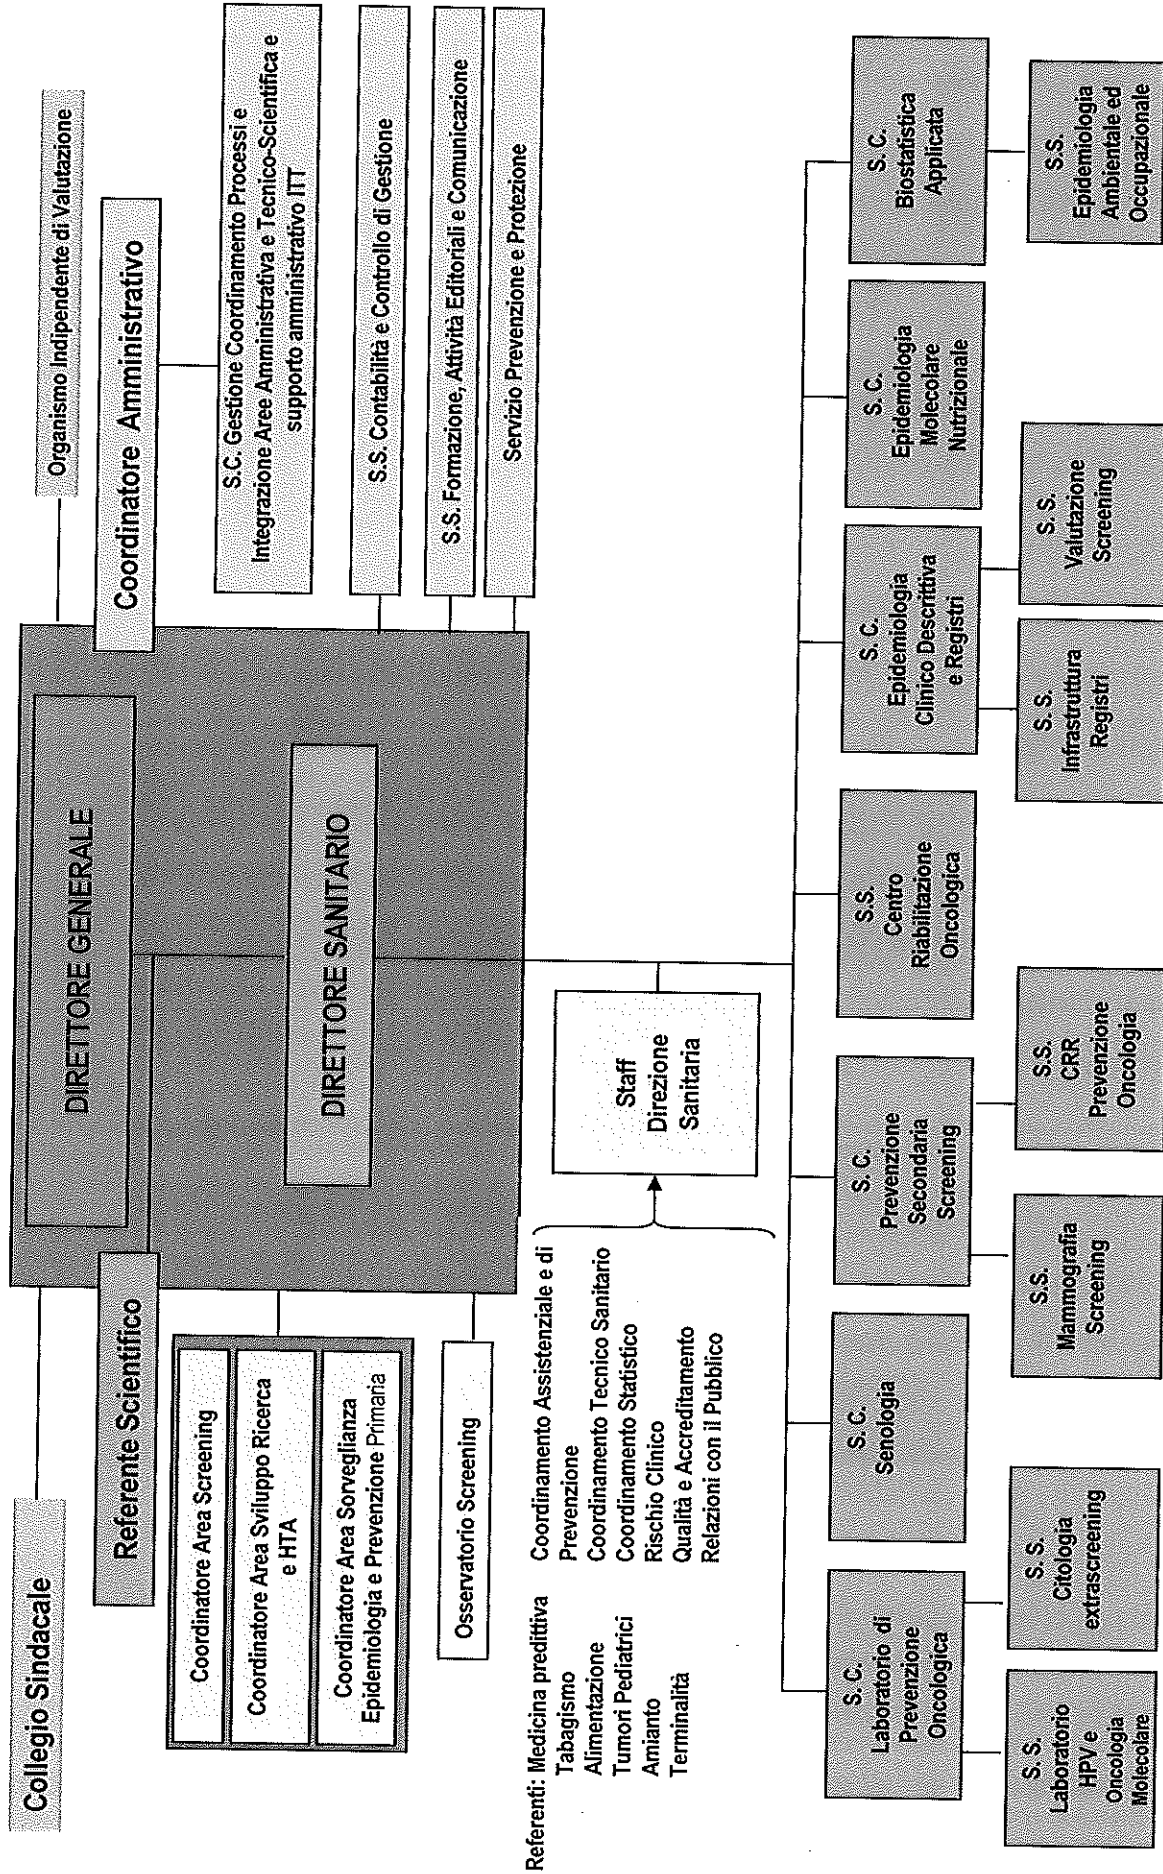 Collegio Sindacale
Organismo Indipendente di Valutazione
DIRETTORE GENERALE
Referente Scientifico
Coordinatore Amministrativo
Coordinatore Area Screening
Coordinatore Area Sviluppo Ricerca
e HTA
Coordinatore Area Sorveglianza
Epidemiologia e Prevenzione Primaria
Osservatorio Screening
DIRETTORE SANITARIO
S.C. Gestione Coordinamento Processi e
Integrazione Aree Amministrativa e Tecnico-Scientifica e
supporto amministrativo ITT
S.S. Contabilità e Controllo di Gestione
S.S. Formazione, Attività Editoriali e Comunicazione
Servizio Prevenzione e Protezione
Referenti: Medicina predittiva
Tabagismo
Alimentazione
Tumori Pediatrici
Amianto
Terminalità
Coordinamento Assistenziale e di
Prevenzione
Coordinamento Tecnico Sanitario
Coordinamento Statistico
Rischio Clinico
Qualità e Accreditamento
Relazioni con il Pubblico
Staff
Direzione
Sanitaria
S. C.
Laboratorio di
Prevenzione
Oncologica
S. C.
Senologia
S. C.
Prevenzione
Secondaria
Screening
S.S.
Centro
Riabilitazione
Oncologica
S. C.
Epidemiologia
Clinico Descrittiva
e Registri
S. C.
Epidemiologia
Molecolare
Nutrizionale
S. C.
Biostatistica
Applicata
S. S.
Laboratorio
HPV e
Oncologia
Molecolare
S. S.
Citologia
extrascreening
S.S.
Mammografia
Screening
S.S.
CRR
Prevenzione
Oncologia
S. S.
Infrastruttura
Registri
S. S.
Valutazione
Screening
S.S.
Epidemiologia
Ambientale ed
Occupazionale